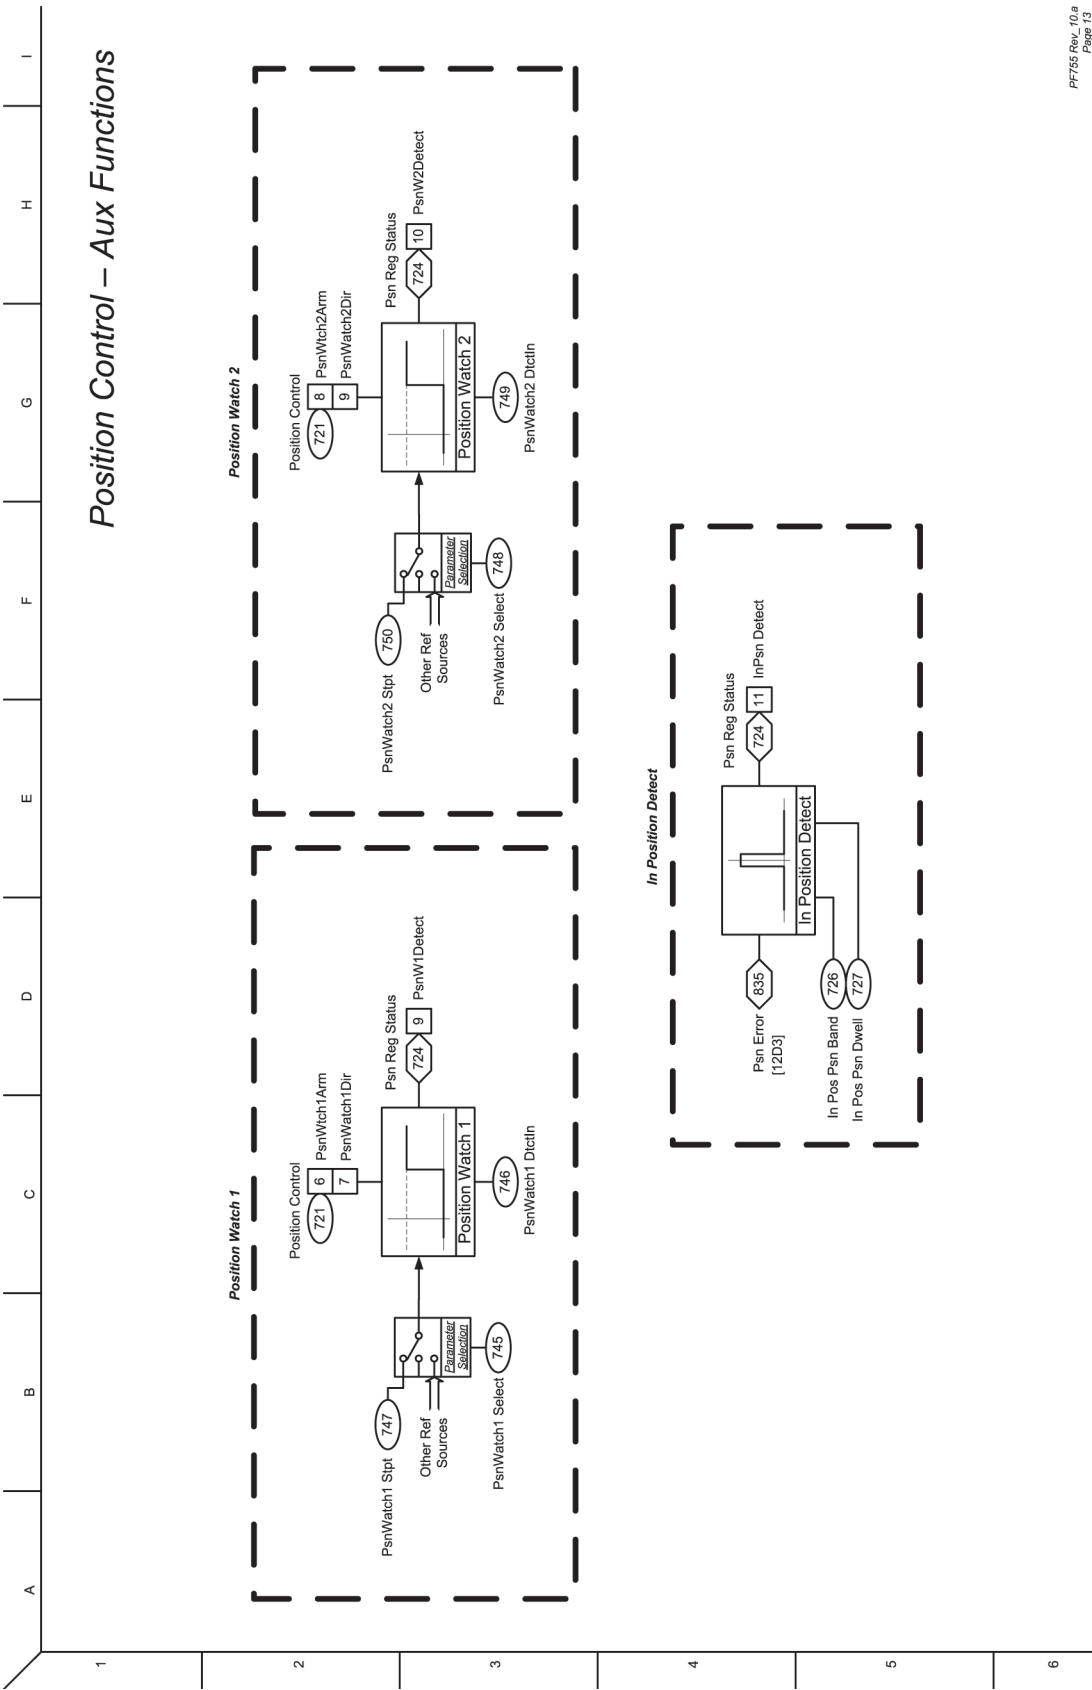 A
B
C
D
E
F
G
H
I
1
2
3
4
5
6
Position Control – Aux Functions
Position Watch 1
Position Control
721
6
PsnWtch1Arm
7
PsnWatch1Dir
PsnWatch1 Stpt
747
Other Ref
Sources
Parameter
Selection
PsnWatch1 Select
745
Position Watch 1
746
PsnWatch1 DtctIn
Psn Reg Status
724
9
PsnW1Detect
Position Watch 2
Position Control
721
8
PsnWtch2Arm
9
PsnWatch2Dir
PsnWatch2 Stpt
750
Other Ref
Sources
Parameter
Selection
PsnWatch2 Select
748
Position Watch 2
749
PsnWatch2 DtctIn
Psn Reg Status
724
10
PsnW2Detect
In Position Detect
Psn Error
[12D3]
835
In Position Detect
Psn Reg Status
724
11
InPsn Detect
In Pos Psn Band
726
In Pos Psn Dwell
727
PF755 Rev_10.a
Page 13